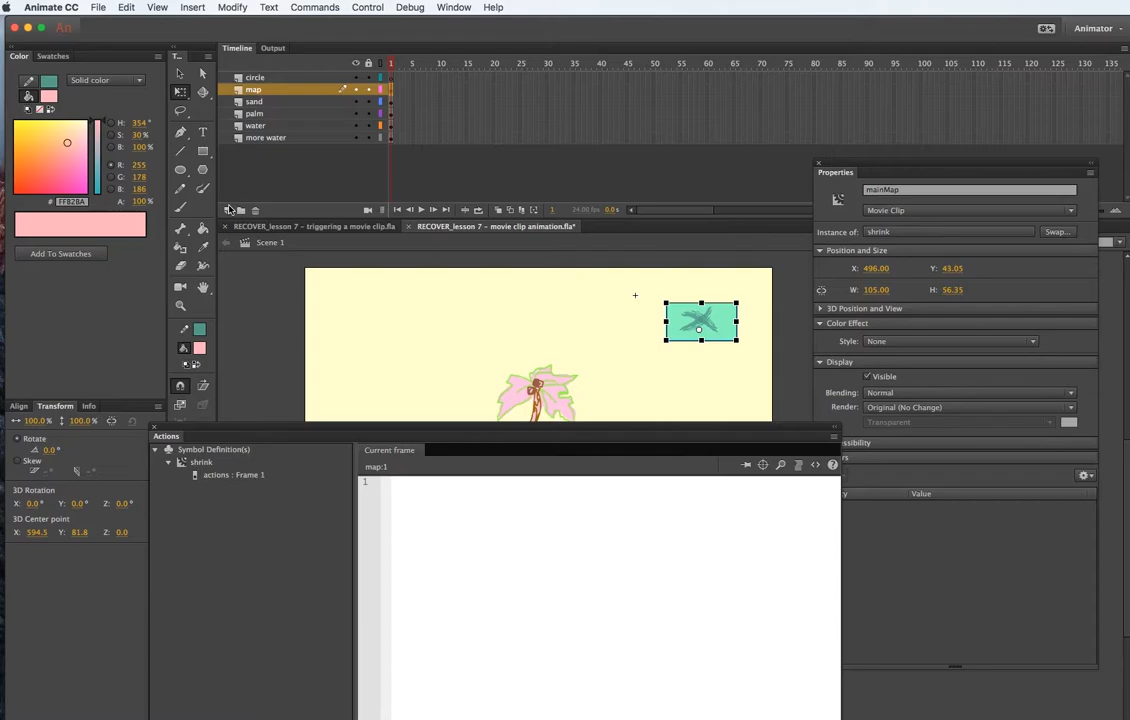 Animate CC File Edit View Insert Modify Text Commands Control Debug Window Help
An Animator
Color Swatches
T...
Timeline Output
1 5 10 15 20 25 30 35 40 45 50 55 60 65 70 75 80 85 90 95 100 105 110 115 120 125 130 135
Solid color
circle
map
sand
palm
water
more water
H: 354 °
S: 30 %
B: 100 %
R: 255
G: 178
B: 186
# FFB2BA A: 100 %
Add To Swatches
1 24.00 fps 0.0 s
RECOVER_lesson 7 – triggering a movie clip.fla
RECOVER_lesson 7 – movie clip animation.fla*
Scene 1
Properties
mainMap
Movie Clip
Instance of: shrink Swap...
Position and Size
X: 496.00 Y: 43.05
W: 105.00 H: 56.35
3D Position and View
Color Effect
Style: None
Display
Visible
Blending: Normal
Render: Original (No Change)
Transparent
Value
Align Transform Info
100.0 % 100.0 %
Rotate
0.0 °
Skew
3D Rotation
X: 0.0 ° Y: 0.0 ° Z: 0.0 °
3D Center point
X: 594.5 Y: 81.8 Z: 0.0
Actions
Symbol Definition(s)
shrink
actions : Frame 1
Current frame
map:1
1